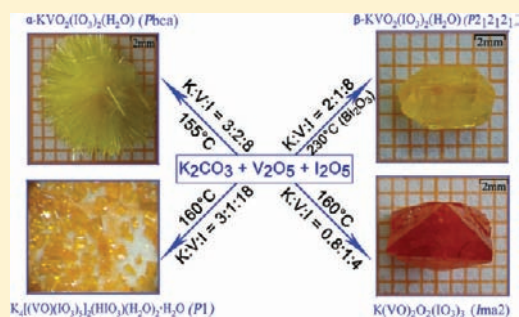 α-KVO2(IO3)2(H2O) (Pbca)
β-KVO2(IO3)2(H2O) (P212121)
2mm
2mm
K:V:I = 3:2:8
155°C
K:V:I = 2:1:8
230°C (Bi2O3)
K2CO3 + V2O5 + I2O5
160°C
K:V:I = 3:1:18
160°C
K:V:I = 0.8:1:4
2mm
K4[(VO)(IO3)5]2(HIO3)(H2O)2·H2O (P1)
K(VO)2O2(IO3)3 (Ima2)